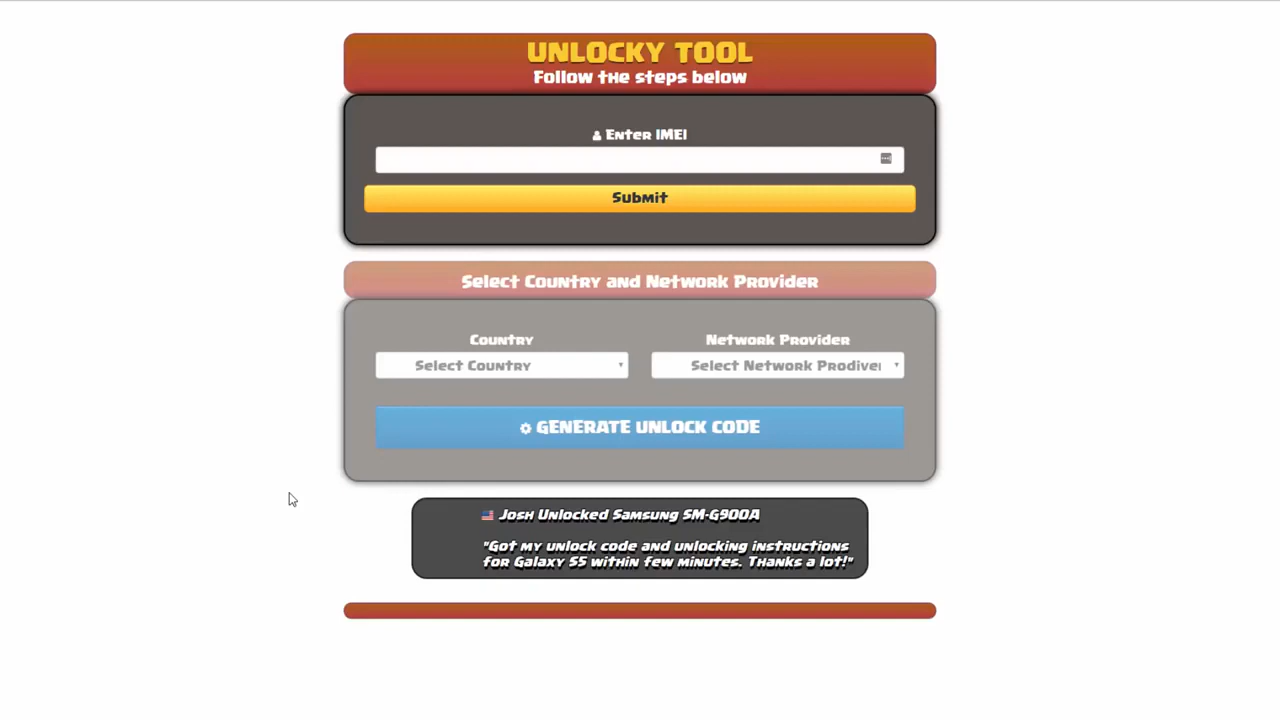 UNLOCKY TOOL
Follow the steps below
Enter IMEI
Submit
Select Country and Network Provider
Country
Network Provider
Select Country
Select Network Prodiver
GENERATE UNLOCK CODE
Josh Unlocked Samsung SM-G900A
"Got my unlock code and unlocking instructions
for Galaxy S5 within few minutes. Thanks a lot!"